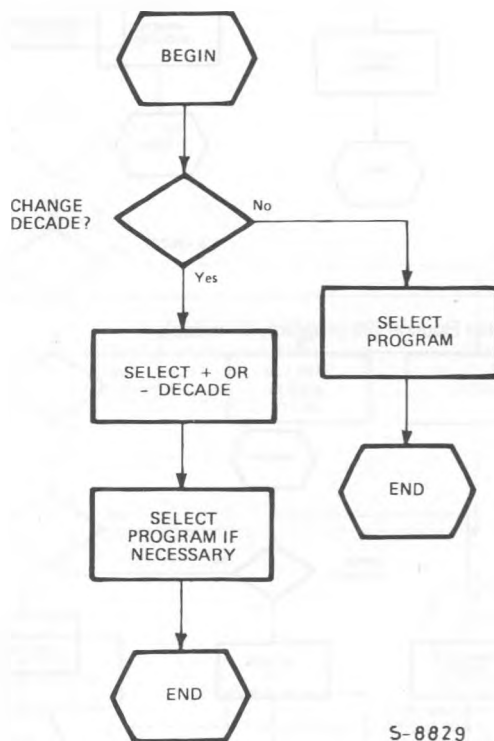 BEGIN
CHANGE
DECADE?
No
Yes
SELECT
PROGRAM
SELECT + OR
- DECADE
END
SELECT
PROGRAM IF
NECESSARY
END
S-8829